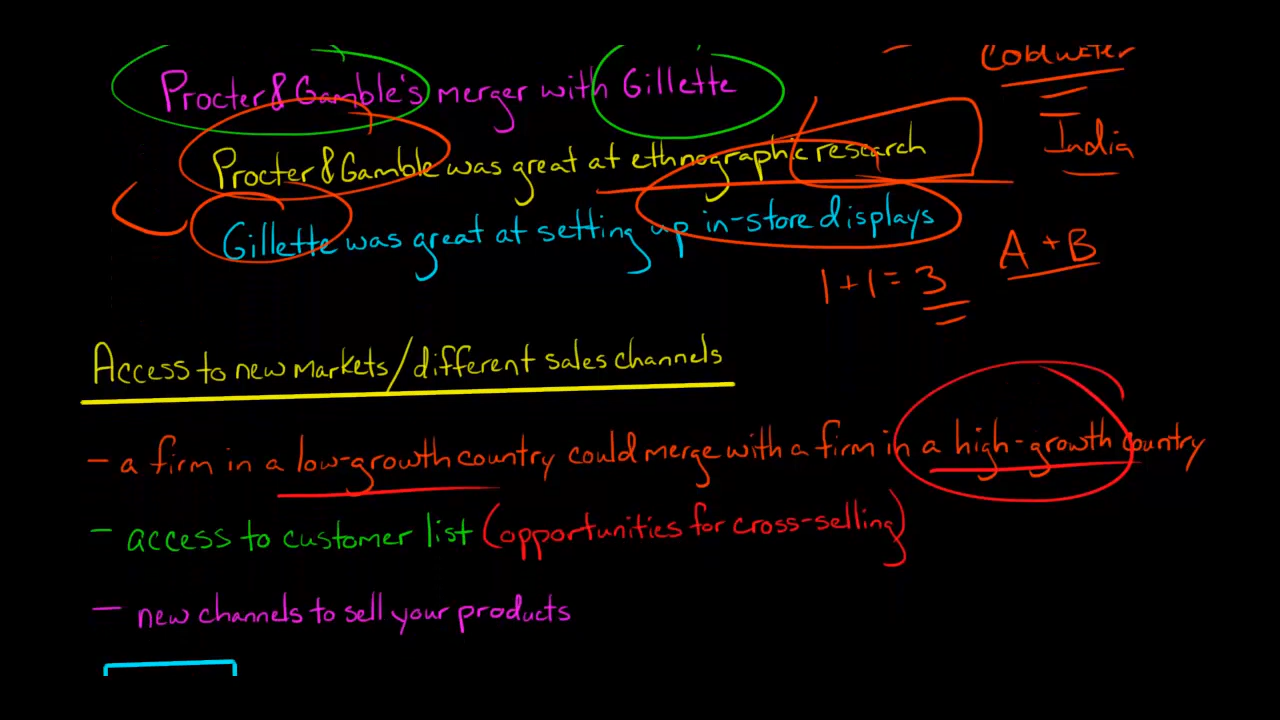 Procter & Gamble's merger with Gillette
Coldwater
Procter & Gamble was great at ethnographic research
India
Gillette was great at setting up in-store displays
A + B
1+1=3
Access to new markets/different sales channels
- a firm in a low-growth country could merge with a firm in a high-growth country
- access to customer list (opportunities for cross-selling)
- new channels to sell your products